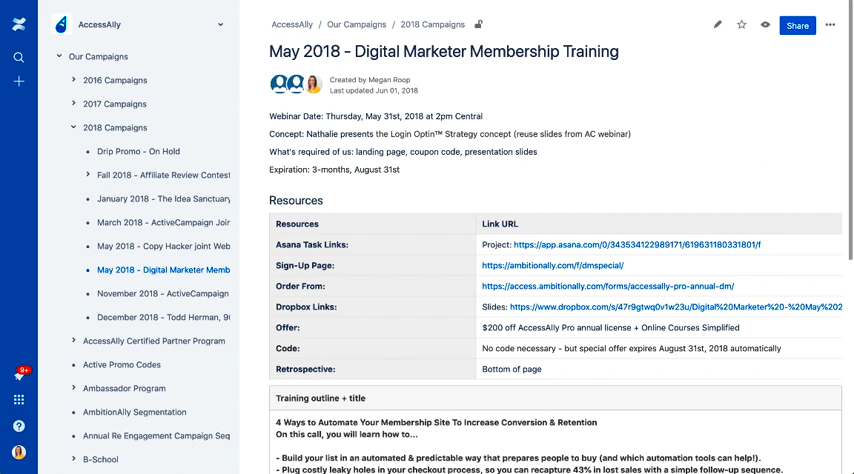 AccessAlly
Our Campaigns
2016 Campaigns
2017 Campaigns
2018 Campaigns
Drip Promo - On Hold
Fall 2018 - Affiliate Review Contest
January 2018 - The Idea Sanctuary
March 2018 - ActiveCampaign Join
May 2018 - Copy Hacker joint Web
May 2018 - Digital Marketer Memb
November 2018 - ActiveCampaign
December 2018 - Todd Herman, 90
AccessAlly Certified Partner Program
Active Promo Codes
Ambassador Program
AmbitionAlly Segmentation
Annual Re Engagement Campaign Seq
B-School
9+
AccessAlly / Our Campaigns / 2018 Campaigns
Share
May 2018 - Digital Marketer Membership Training
Created by Megan Roop
Last updated Jun 01, 2018
Webinar Date: Thursday, May 31st, 2018 at 2pm Central
Concept: Nathalie presents the Login Optin™ Strategy concept (reuse slides from AC webinar)
What's required of us: landing page, coupon code, presentation slides
Expiration: 3-months, August 31st
Resources
Resources Link URL
Asana Task Links: Project: https://app.asana.com/0/343534122989171/619631180331801/f
Sign-Up Page: https://ambitionally.com/f/dmspecial/
Order From: https://access.ambitionally.com/forms/accessally-pro-annual-dm/
Dropbox Links: Slides: https://www.dropbox.com/s/47r9gtwq0v1w23u/Digital%20Marketer%20-%20May%202
Offer: $200 off AccessAlly Pro annual license + Online Courses Simplified
Code: No code necessary - but special offer expires August 31st, 2018 automatically
Retrospective: Bottom of page
Training outline + title
4 Ways to Automate Your Membership Site To Increase Conversion & Retention
On this call, you will learn how to...
- Build your list in an automated & predictable way that prepares people to buy (and which automation tools can help!).
- Plug costly leaky holes in your checkout process, so you can recapture 43% in lost sales with a simple follow-up sequence.